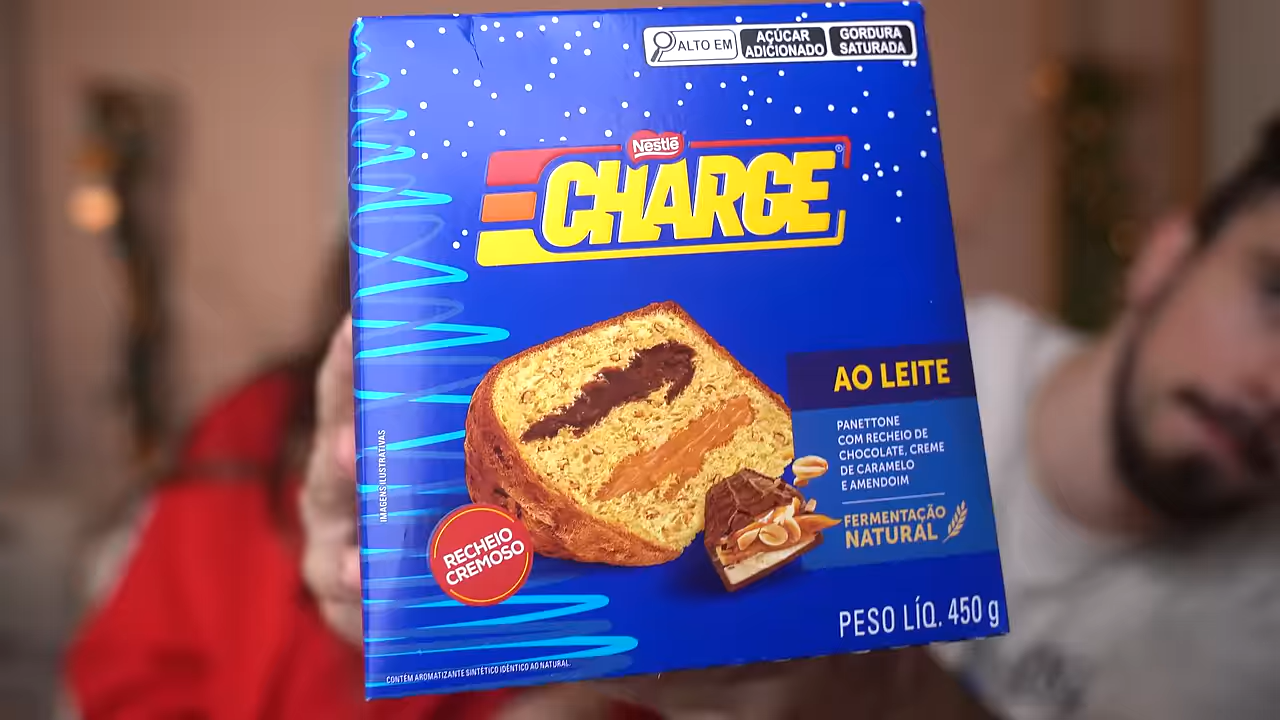 ALTO EM
AÇÚCAR
ADICIONADO
GORDURA
SATURADA
Nestlé
CHARGE®
AO LEITE
PANETTONE
COM RECHEIO DE
CHOCOLATE, CREME
DE CARAMELO
E AMENDOIM
FERMENTAÇÃO
NATURAL
IMAGENS ILUSTRATIVAS
RECHEIO
CREMOSO
PESO LÍQ. 450 g
CONTÉM AROMATIZANTE SINTÉTICO IDÊNTICO AO NATURAL.